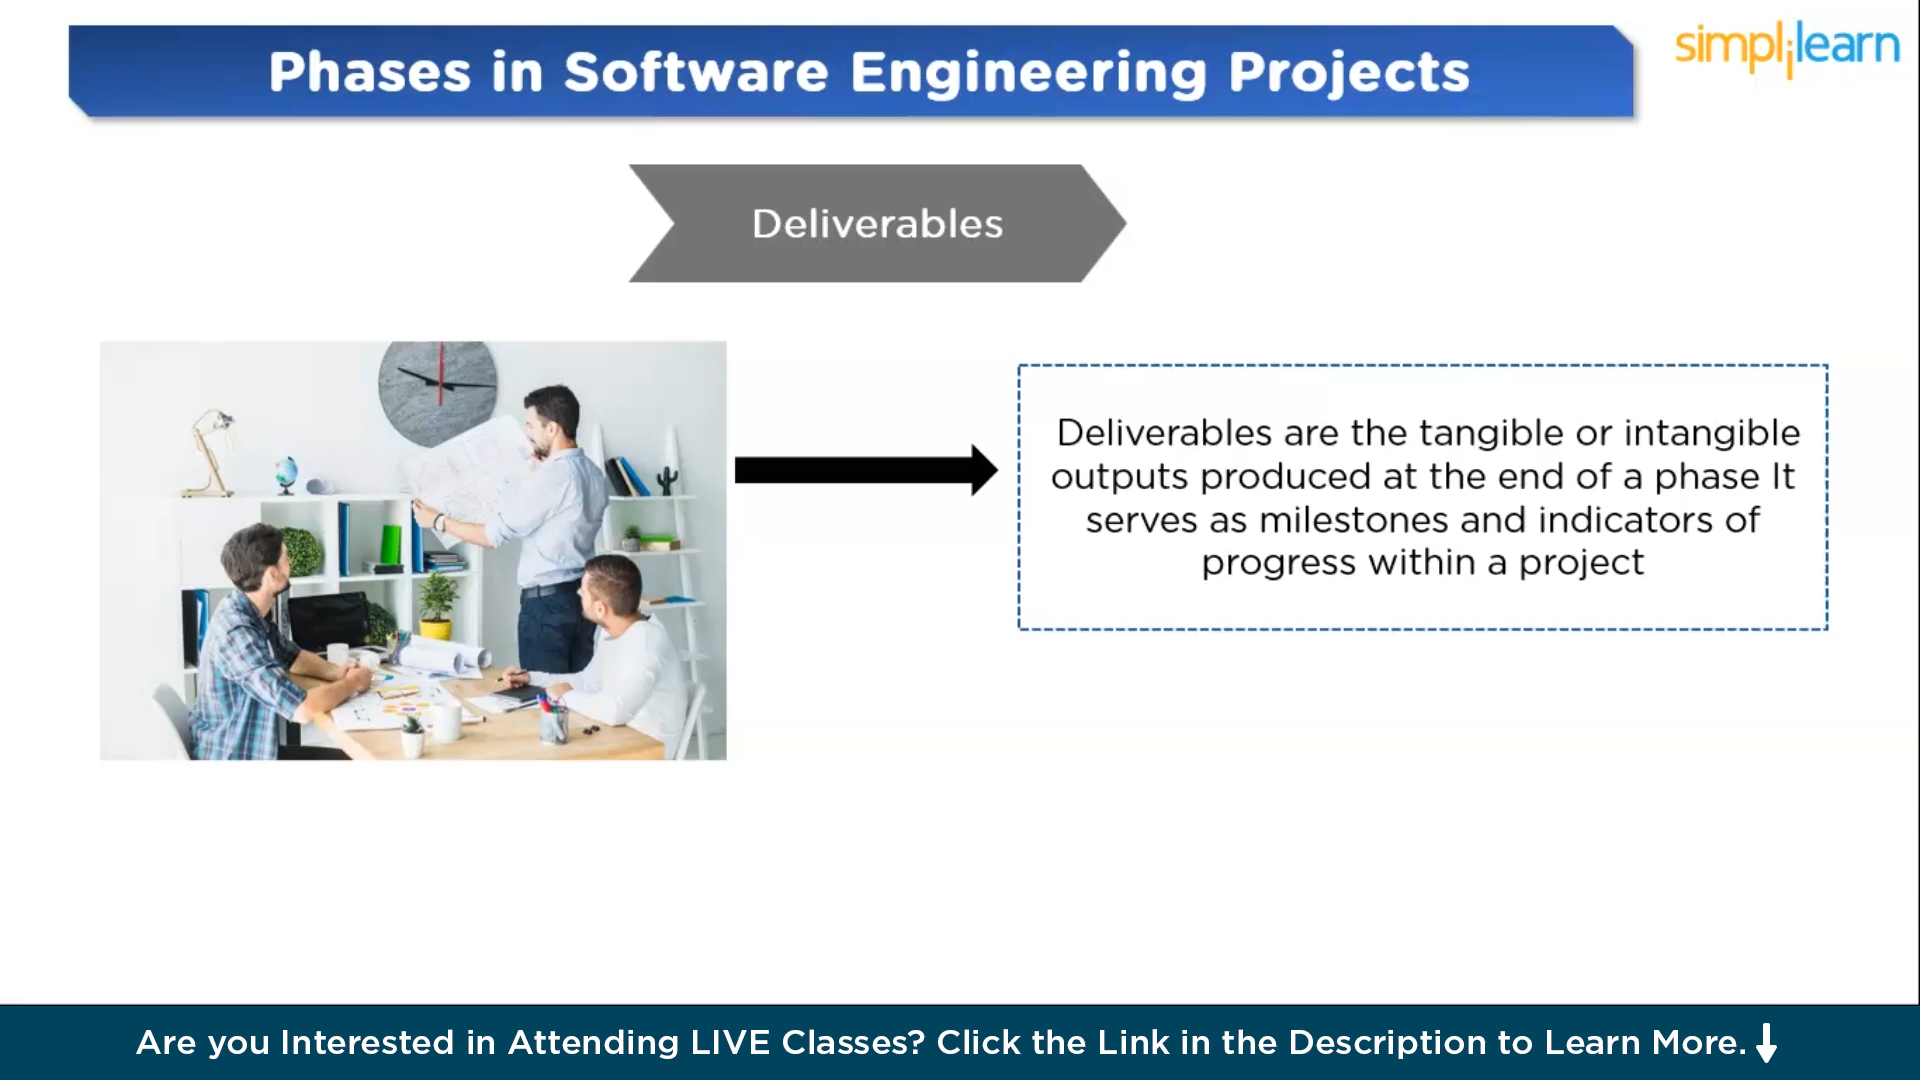 Phases in Software Engineering Projects
simplilearn
Deliverables
Deliverables are the tangible or intangible
outputs produced at the end of a phase It
serves as milestones and indicators of
progress within a project
Are you Interested in Attending LIVE Classes? Click the Link in the Description to Learn More.